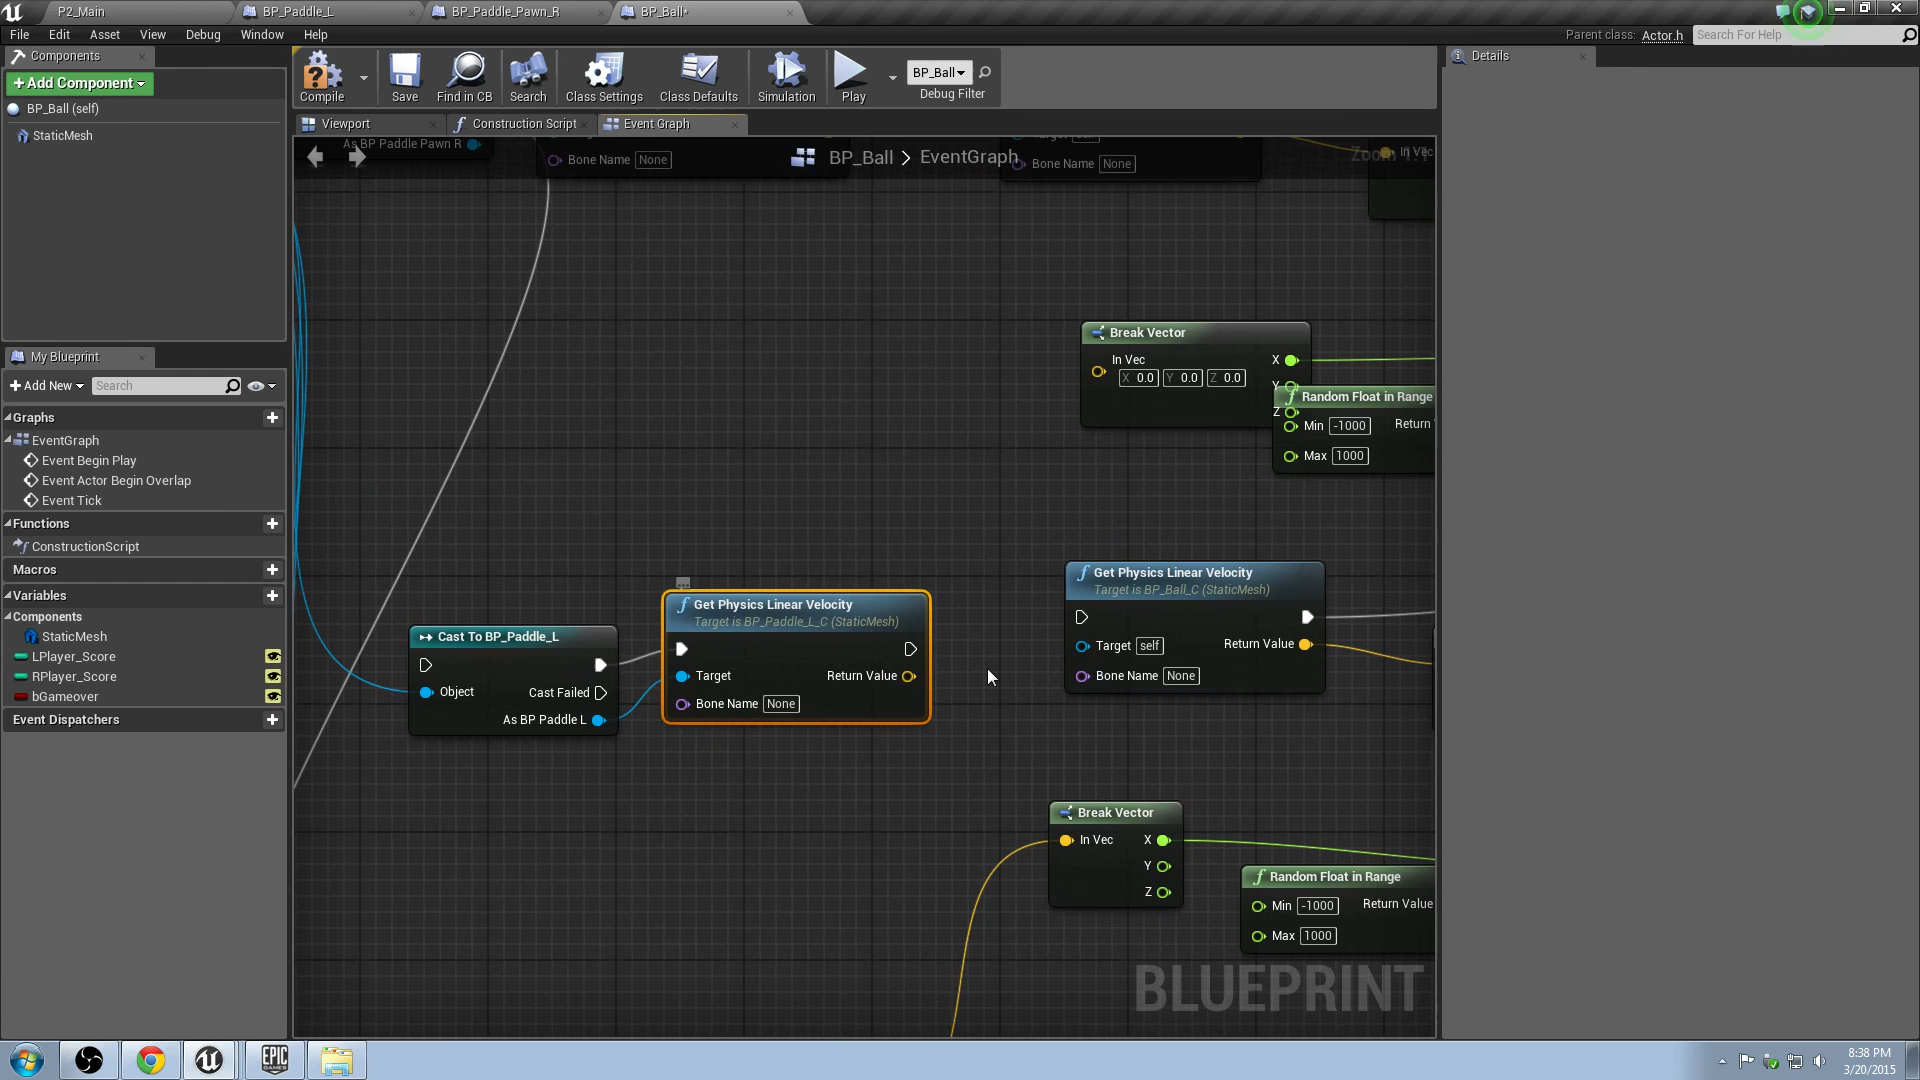 P2_Main
BP_Paddle_L
BP_Paddle_Pawn_R
BP_Ball*
File Edit Asset View Debug Window Help
Parent class: Actor.h
Search For Help
Components
+Add Component
BP_Ball (self)
StaticMesh
Compile
Save
Find in CB
Search
Class Settings
Class Defaults
Simulation
Play
BP_Ball
Debug Filter
Details
Viewport
Construction Script
Event Graph
BP_Ball > EventGraph
As BP Paddle Pawn R
Bone Name None
Bone Name None
In Vec
My Blueprint
+Add New
Search
Graphs
EventGraph
Event Begin Play
Event Actor Begin Overlap
Event Tick
Functions
ConstructionScript
Macros
Variables
Components
StaticMesh
LPlayer_Score
RPlayer_Score
bGameover
Event Dispatchers
Break Vector
In Vec
X 0.0 Y 0.0 Z 0.0
X
Y
Z
Random Float in Range
Min -1000
Return
Max 1000
Cast To BP_Paddle_L
Object
Cast Failed
As BP Paddle L
Get Physics Linear Velocity
Target is BP_Paddle_L_C (StaticMesh)
Target
Return Value
Bone Name None
Get Physics Linear Velocity
Target is BP_Ball_C (StaticMesh)
Target self
Return Value
Bone Name None
Break Vector
In Vec
X
Y
Z
Random Float in Range
Min -1000
Return Value
Max 1000
BLUEPRINT
EPIC
GAMES
8:38 PM
3/20/2015